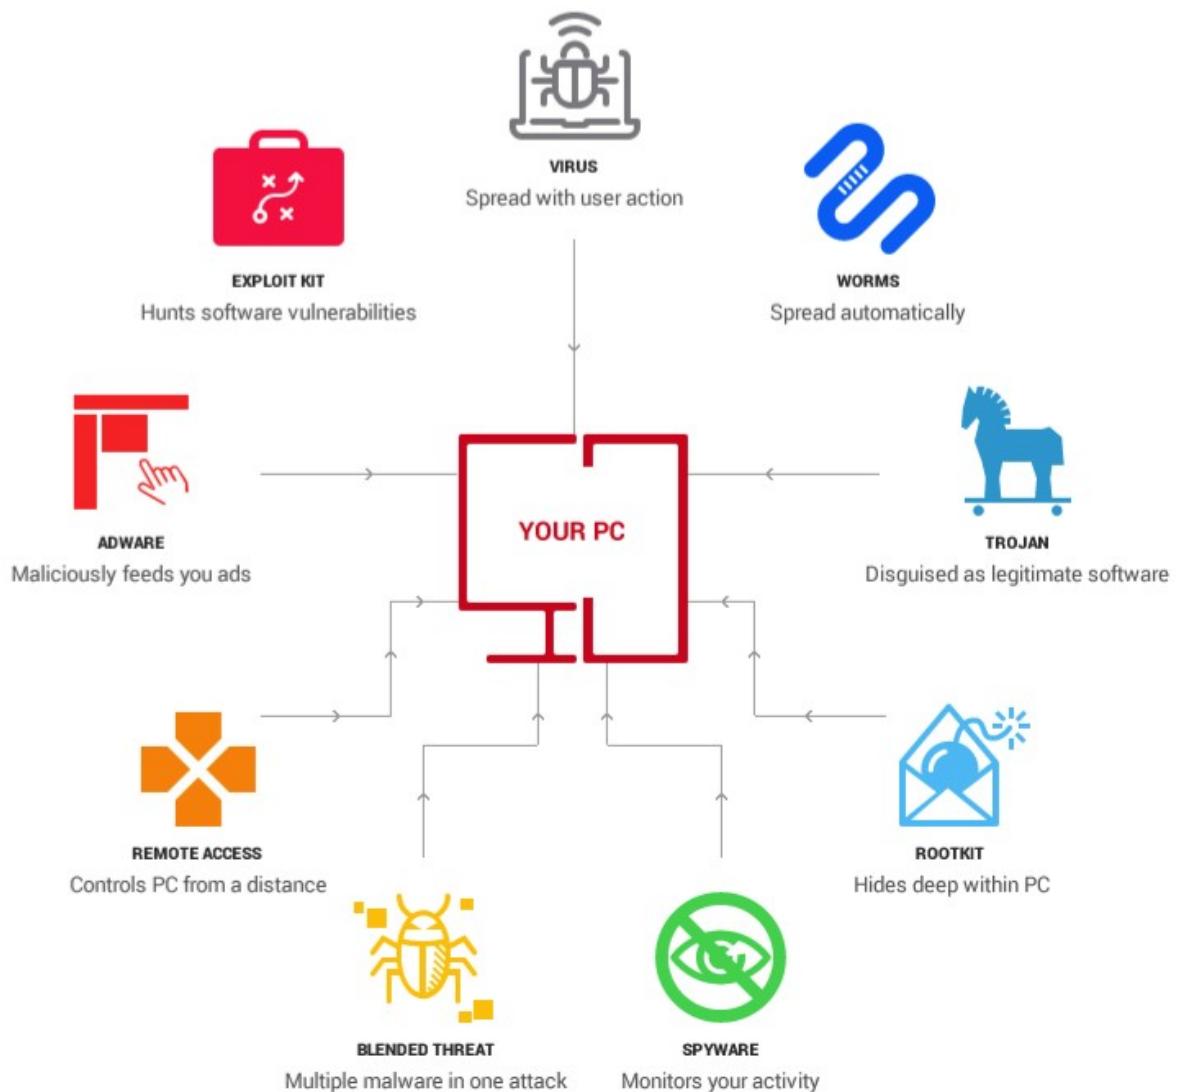 VIRUS
Spread with user action
EXPLOIT KIT
Hunts software vulnerabilities
WORMS
Spread automatically
ADWARE
Maliciously feeds you ads
YOUR PC
TROJAN
Disguised as legitimate software
REMOTE ACCESS
Controls PC from a distance
ROOTKIT
Hides deep within PC
BLENDED THREAT
Multiple malware in one attack
SPYWARE
Monitors your activity